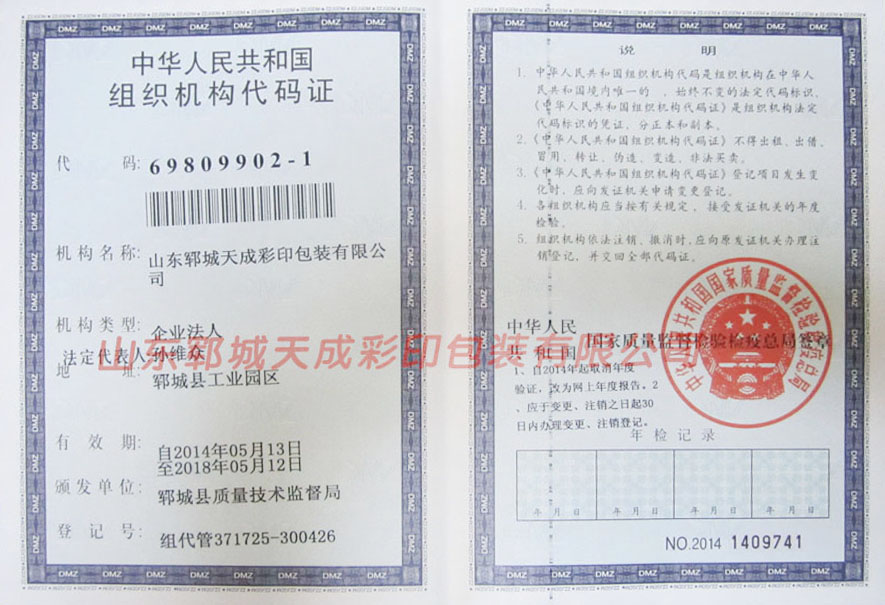 中华人民共和国
组织机构代码证
代 码: 69809902-1
机构名称: 山东郓城天成彩印包装有限公
司
机构类型: 企业法人
法定代表人 孙维众
地 址: 郓城县工业园区
有 效 期: 自2014年05月13日
至2018年05月12日
颁发单位: 郓城县质量技术监督局
登 记 号: 组代管371725-300426
山东郓城天成彩印包装有限公司
说 明
1. 中华人民共和国组织机构代码是组织机构在中华人
民共和国境内唯一的 、始终不变的法定代码标识,
《中华人民共和国组织机构代码证》是组织机构法定
代码标识的凭证, 分正本和副本。
2.《中华人民共和国组织机构代码证》不得出租、出借、
冒用、转让、伪造、变造、非法买卖。
3.《中华人民共和国组织机构代码证》登记项目发生变
化时, 应向发证机关申请变更登记。
4. 各组织机构应当按有关规定, 接受发证机关的年度
检验。
5. 组织机构依法注销、撤消时, 应向原发证机关办理注
销登记, 并交回全部代码证。
中华人民
共 和 国 国家质量监督检验检疫总局签章
1、自2014年起取消年度
验证,改为网上年度报告。2
、应于变更、注销之日起30
日内办理变更、注销登记。
中华人民共和国国家质量监督检验检疫总局
年 检 记 录
年 月 日 年 月 日 年 月 日 年 月 日
NO.2014 1409741